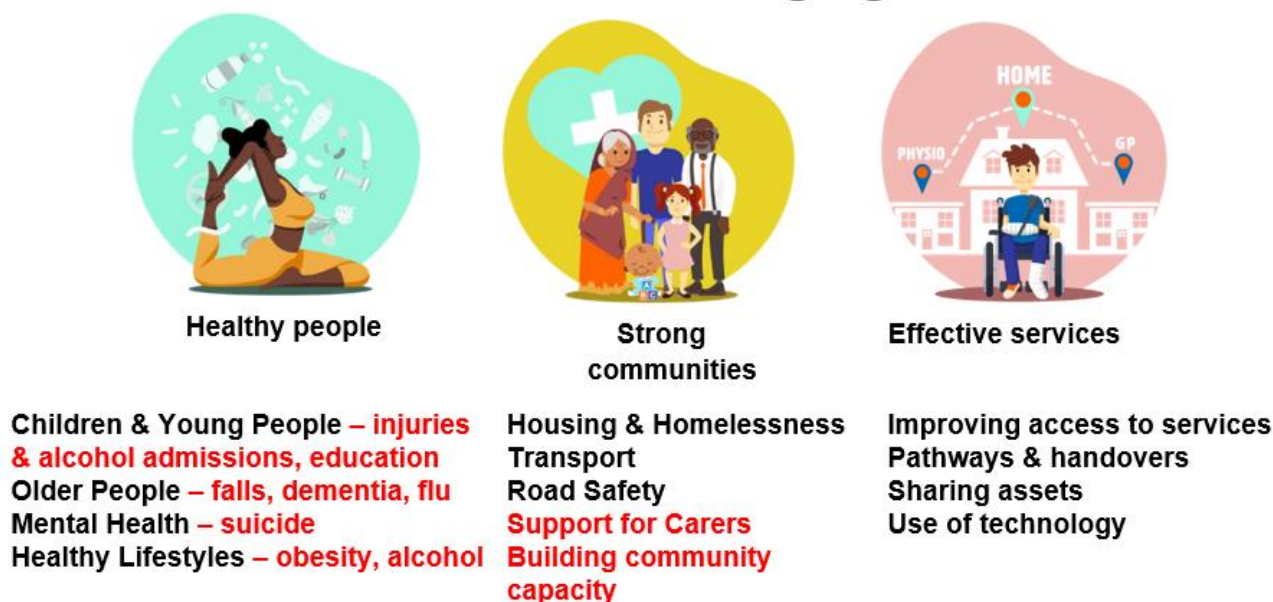 HOME
PHYSIO
GP
A
B C
Healthy people
Strong
communities
Effective services
Children & Young People – injuries
& alcohol admissions, education
Older People – falls, dementia, flu
Mental Health – suicide
Healthy Lifestyles – obesity, alcohol
Housing & Homelessness
Transport
Road Safety
Support for Carers
Building community
capacity
Improving access to services
Pathways & handovers
Sharing assets
Use of technology